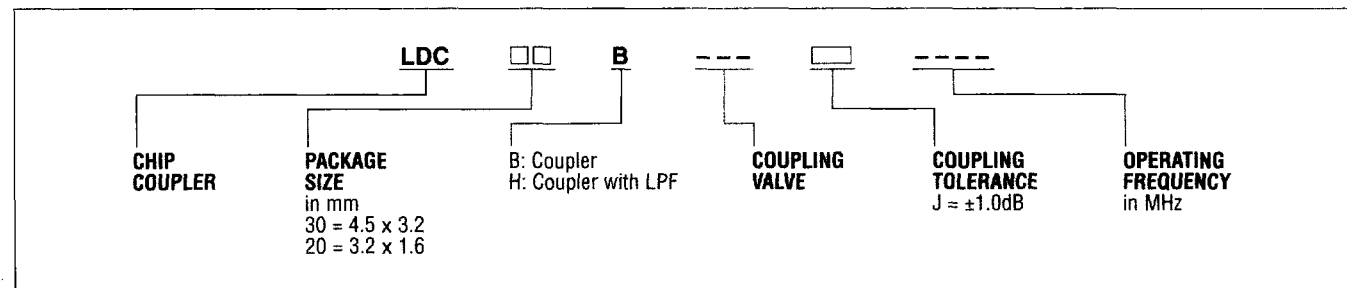 LDC □□ B --- □ ----
CHIP
COUPLER
PACKAGE
SIZE
in mm
30 = 4.5 x 3.2
20 = 3.2 x 1.6
B: Coupler
H: Coupler with LPF
COUPLING
VALVE
COUPLING
TOLERANCE
J = ±1.0dB
OPERATING
FREQUENCY
in MHz